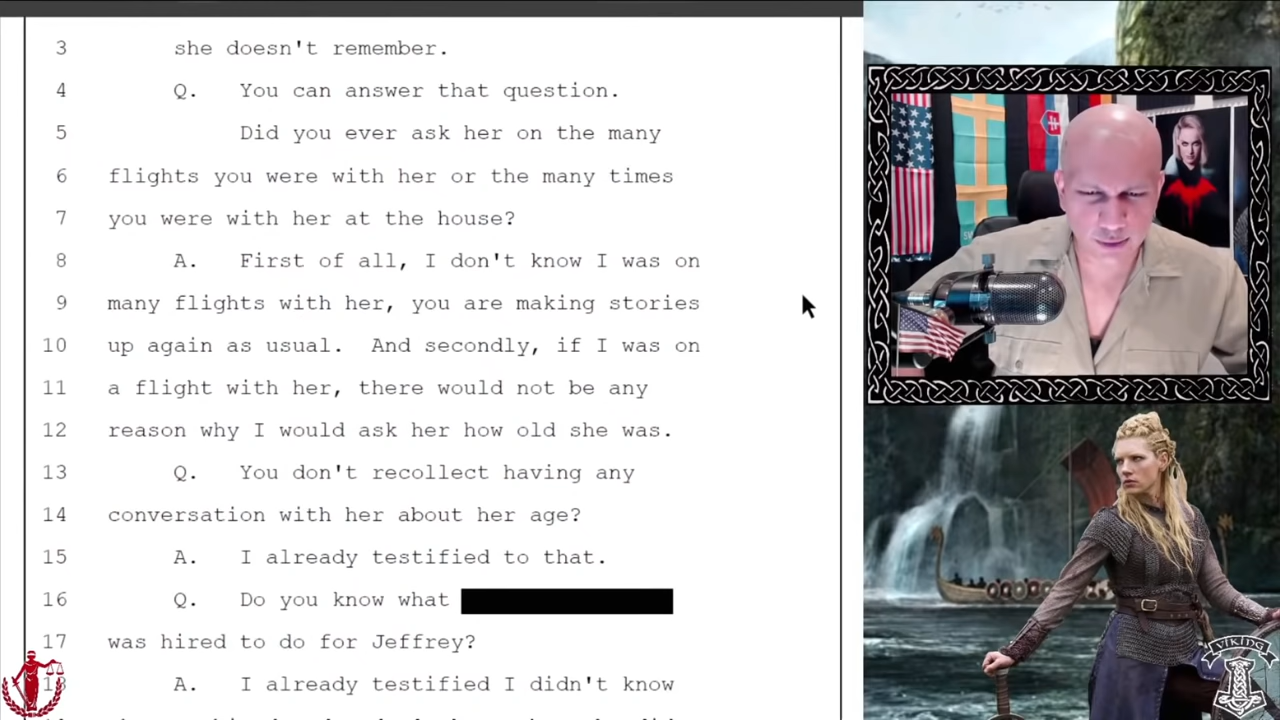 3 she doesn't remember.
4 Q. You can answer that question.
5 Did you ever ask her on the many
6 flights you were with her or the many times
7 you were with her at the house?
8 A. First of all, I don't know I was on
9 many flights with her, you are making stories
10 up again as usual. And secondly, if I was on
11 a flight with her, there would not be any
12 reason why I would ask her how old she was.
13 Q. You don't recollect having any
14 conversation with her about her age?
15 A. I already testified to that.
16 Q. Do you know what
17 was hired to do for Jeffrey?
18 A. I already testified I didn't know
VIKING